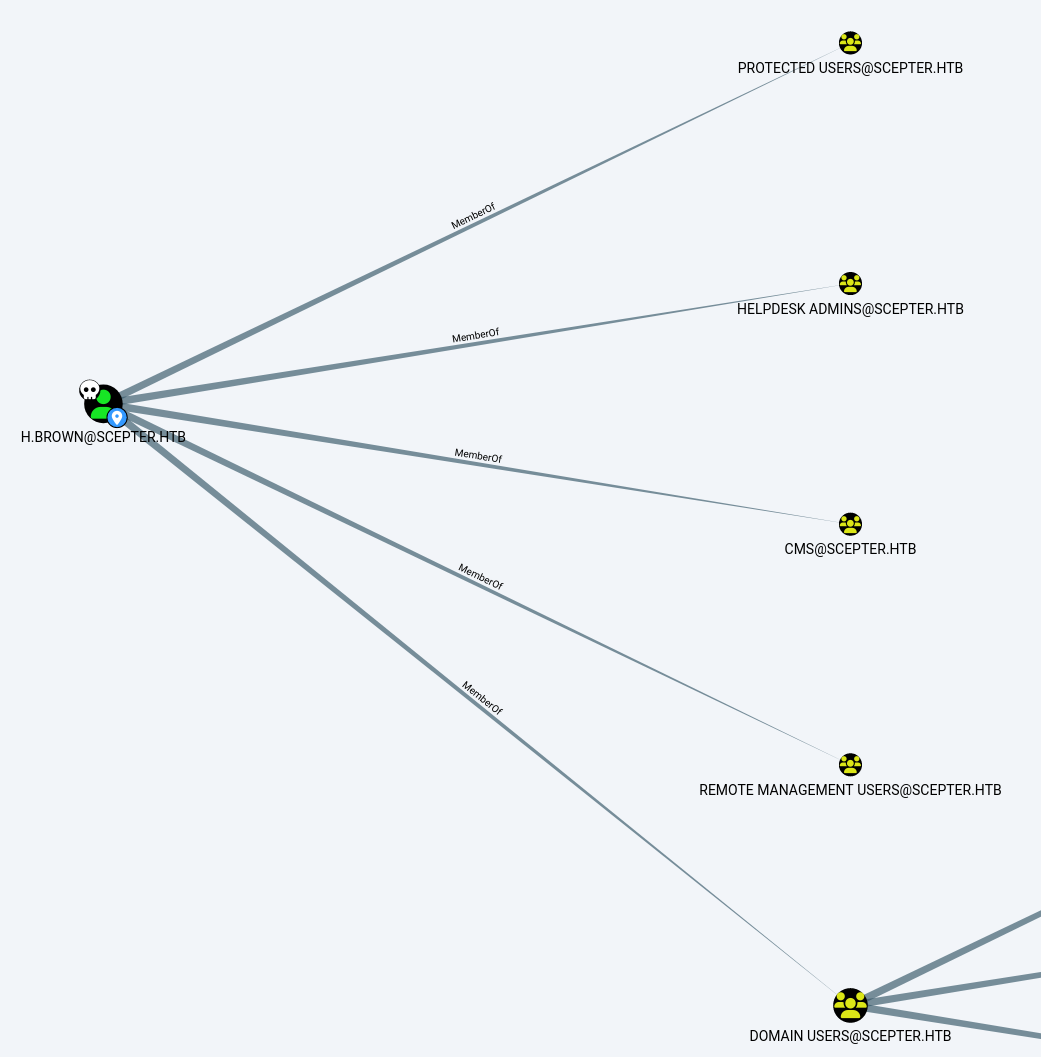 PROTECTED USERS@SCEPTER.HTB
MemberOf
HELPDESK ADMINS@SCEPTER.HTB
MemberOf
H.BROWN@SCEPTER.HTB
MemberOf
CMS@SCEPTER.HTB
MemberOf
MemberOf
REMOTE MANAGEMENT USERS@SCEPTER.HTB
DOMAIN USERS@SCEPTER.HTB